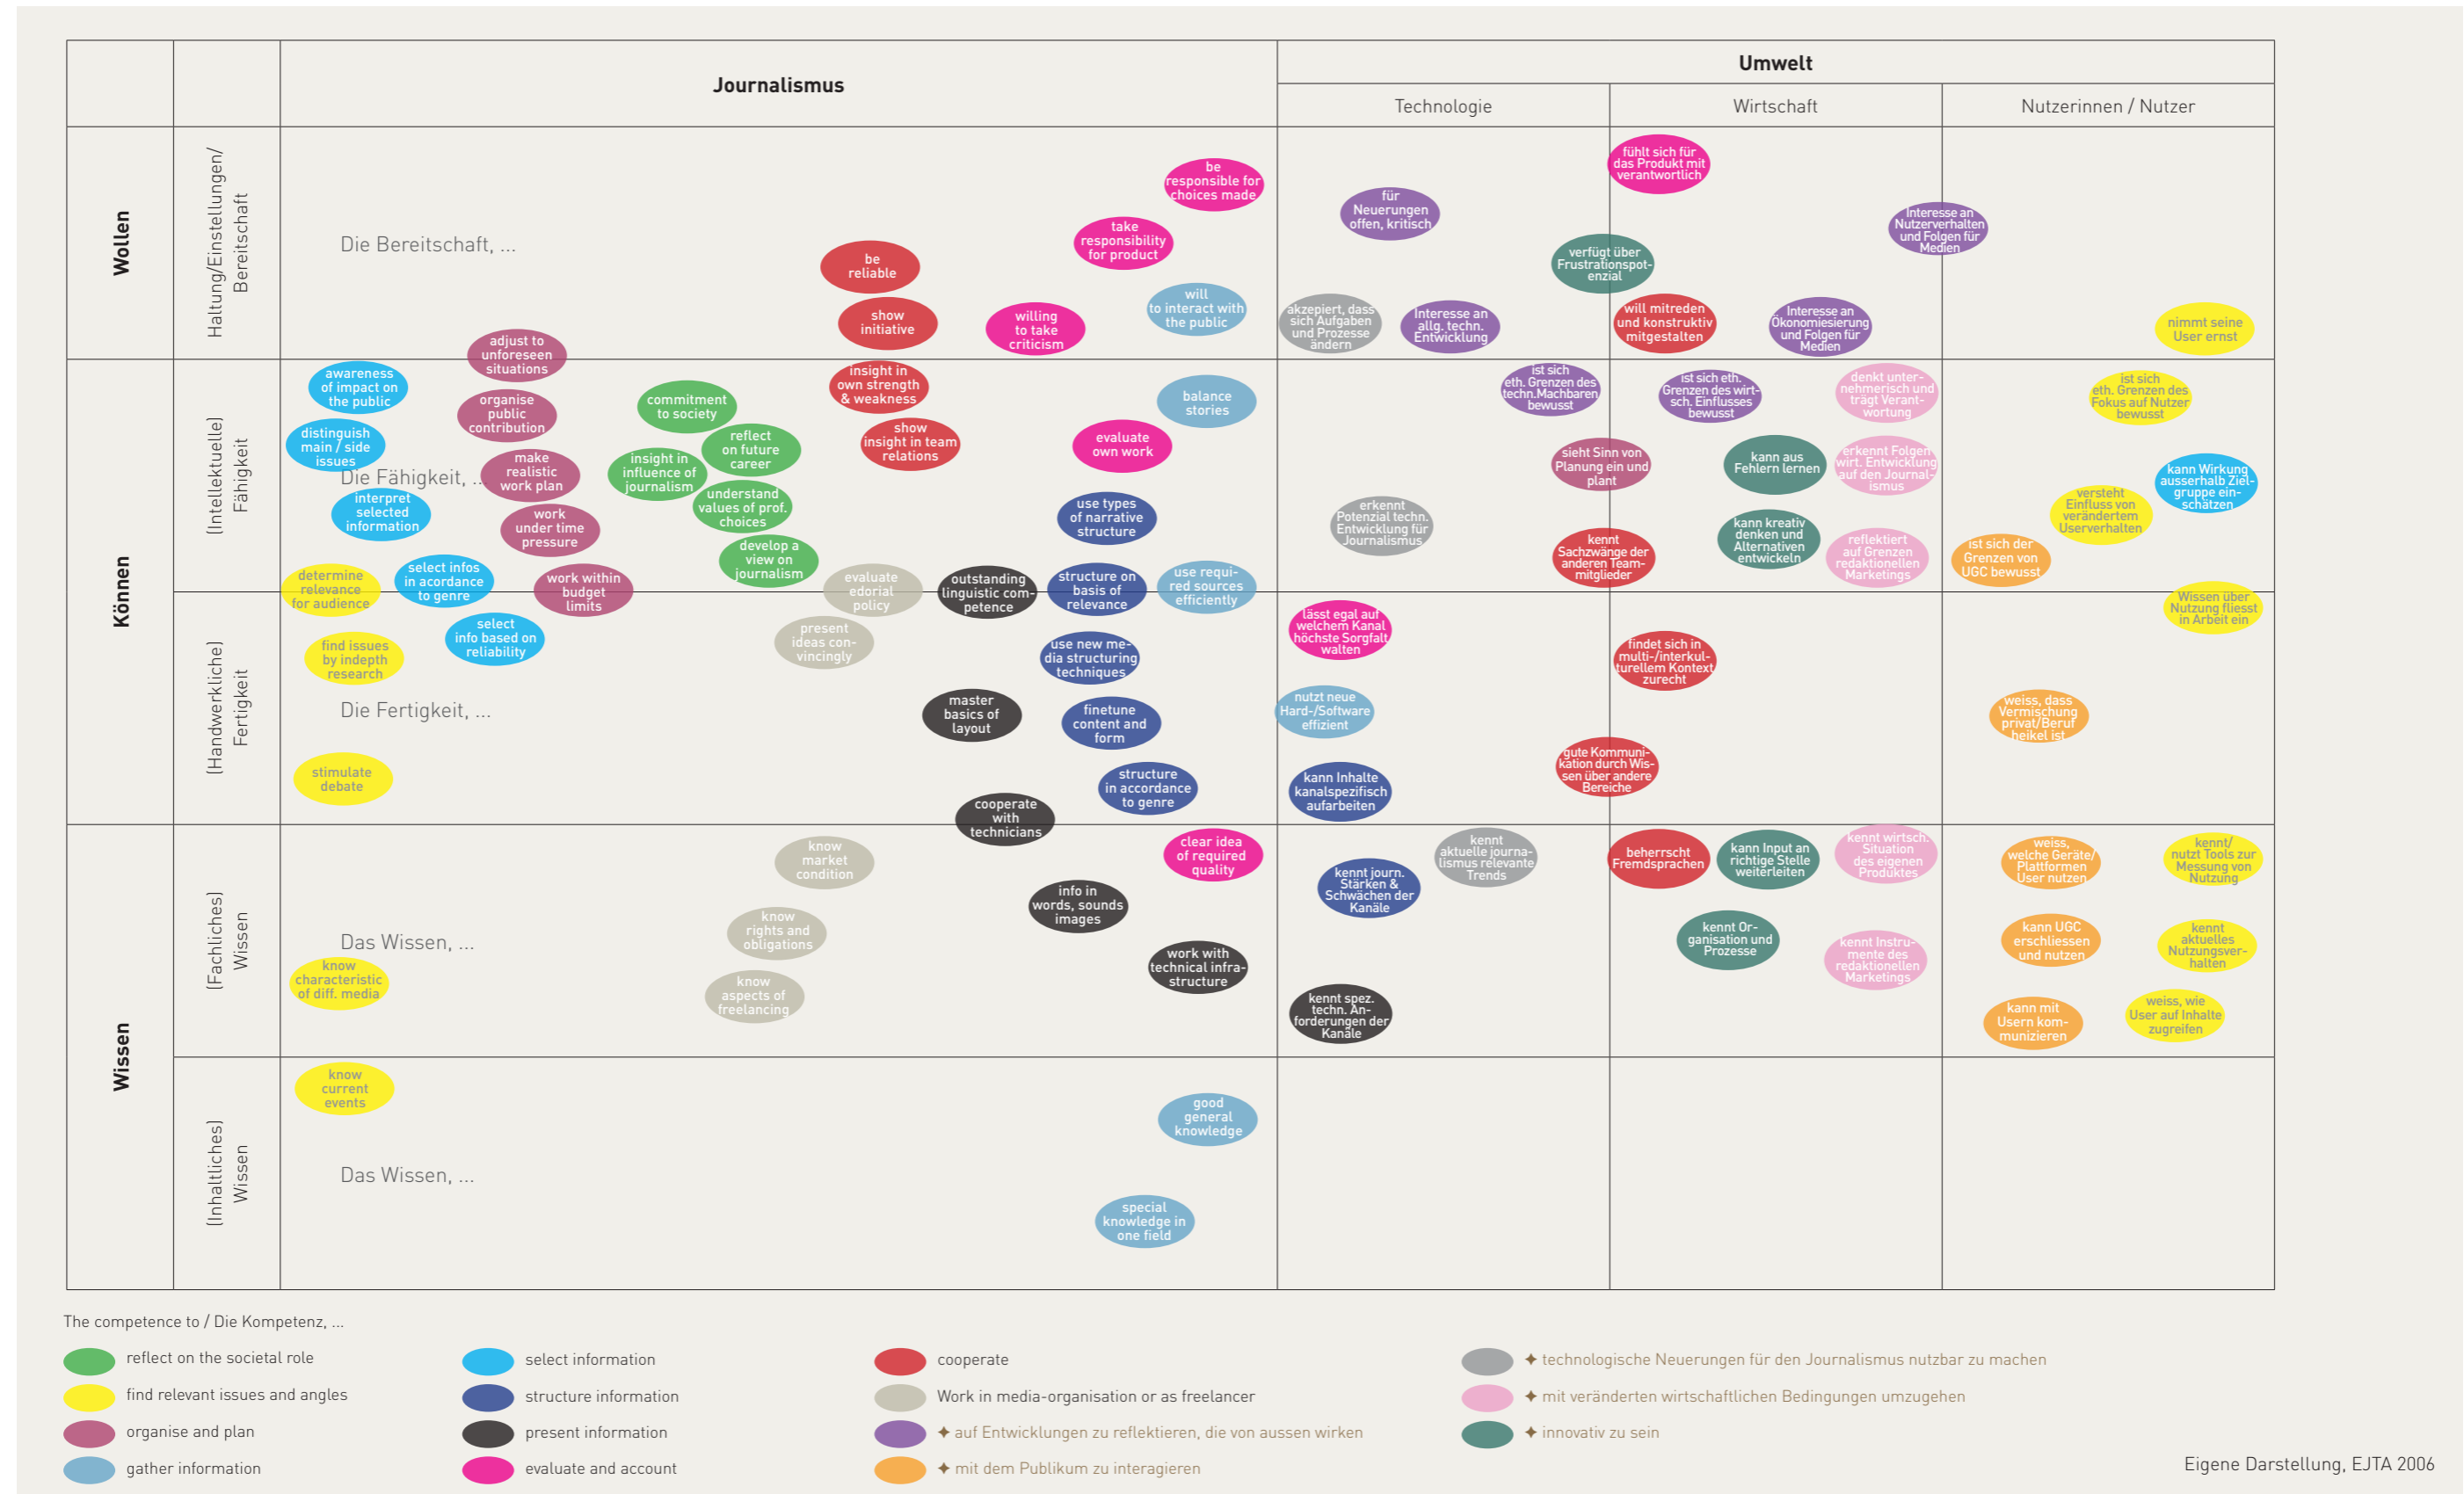 Journalismus
Umwelt
Technologie
Wirtschaft
Nutzerinnen / Nutzer
Wollen
Haltung/Einstellungen/
Bereitschaft
Die Bereitschaft, ...
be
responsible for
choices made
take
responsibility
for product
be
reliable
will
to interact with
the public
show
initiative
willing
to take
criticism
adjust to
unforeseen
situations
fühlt sich für
das Produkt mit
verantwortlich
für
Neuerungen
offen, kritisch
Interesse an
Nutzerverhalten
und Folgen für
Medien
verfügt über
Frustrationspot-
enzial
akzepiert, dass
sich Aufgaben
und Prozesse
ändern
Interesse an
allg. techn.
Entwicklung
will mitreden
und konstruktiv
mitgestalten
Interesse an
Ökonomiesierung
und Folgen für
Medien
nimmt seine
User ernst
Können
(Intellektuelle)
Fähigkeit
Die Fähigkeit, ...
awareness
of impact on
the public
distinguish
main / side
issues
interpret
selected
information
select infos
in acordance
to genre
determine
relevance
for audience
organise
public
contribution
make
realistic
work plan
work
under time
pressure
work within
budget
limits
commitment
to society
reflect
on future
career
insight in
influence of
journalism
understand
values of prof.
choices
develop a
view on
journalism
insight in
own strength
& weakness
show
insight in team
relations
evaluate
edorial
policy
outstanding
linguistic com-
petence
balance
stories
evaluate
own work
use types
of narrative
structure
structure on
basis of
relevance
use requi-
red sources
efficiently
ist sich
eth. Grenzen des
techn.Machbaren
bewusst
ist sich eth.
Grenzen des wirt-
sch. Einflusses
bewusst
denkt unter-
nehmerisch und
trägt Verant-
wortung
ist sich
eth. Grenzen des
Fokus auf Nutzer
bewusst
sieht Sinn von
Planung ein und
plant
kann aus
Fehlern lernen
erkennt Folgen
wirt. Entwicklung
auf den Journal-
ismus
kann Wirkung
ausserhalb Ziel-
gruppe ein-
schätzen
versteht
Einfluss von
verändertem
Userverhalten
erkennt
Potenzial techn.
Entwicklung für
Journalismus
kennt
Sachzwänge der
anderen Team-
mitglieder
kann kreativ
denken und
Alternativen
entwickeln
reflektiert
auf Grenzen
redaktionellen
Marketings
ist sich der
Grenzen von
UGC bewusst
Wissen über
Nutzung fliesst
in Arbeit ein
(Handwerkliche)
Fertigkeit
Die Fertigkeit, ...
select
info based on
reliability
find issues
by indepth
research
stimulate
debate
present
ideas con-
vincingly
use new me-
dia structuring
techniques
master
basics of
layout
finetune
content and
form
structure
in accordance
to genre
cooperate
with
technicians
lässt egal auf
welchem Kanal
höchste Sorgfalt
walten
nutzt neue
Hard-/Software
effizient
kann Inhalte
kanalspezifisch
aufarbeiten
findet sich in
multi-/interkul-
turellem Kontext
zurecht
gute Kommuni-
kation durch Wis-
sen über andere
Bereiche
weiss, dass
Vermischung
privat/Beruf
heikel ist
Wissen
(Fachliches)
Wissen
Das Wissen, ...
know
characteristic
of diff. media
know
market
condition
know
rights and
obligations
know
aspects of
freelancing
clear idea
of required
quality
info in
words, sounds
images
work with
technical infra-
structure
kennt
aktuelle journa-
lismus relevante
Trends
kennt journ.
Stärken &
Schwächen der
Kanäle
kennt spez.
techn. An-
forderungen der
Kanäle
beherrscht
Fremdsprachen
kann Input an
richtige Stelle
weiterleiten
kennt wirtsch.
Situation
des eigenen
Produktes
kennt Or-
ganisation und
Prozesse
kennt Instru-
mente des
redaktionellen
Marketings
weiss,
welche Geräte/
Plattformen
User nutzen
kennt/
nutzt Tools zur
Messung von
Nutzung
kann UGC
erschliessen
und nutzen
kennt
aktuelles
Nutzungsver-
halten
kann mit
Usern kom-
munizieren
weiss, wie
User auf Inhalte
zugreifen
(Inhaltliches)
Wissen
Das Wissen, ...
know
current
events
good
general
knowledge
special
knowledge in
one field
The competence to / Die Kompetenz, ...
reflect on the societal role
find relevant issues and angles
organise and plan
gather information
select information
structure information
present information
evaluate and account
cooperate
Work in media-organisation or as freelancer
✦ auf Entwicklungen zu reflektieren, die von aussen wirken
✦ mit dem Publikum zu interagieren
✦ technologische Neuerungen für den Journalismus nutzbar zu machen
✦ mit veränderten wirtschaftlichen Bedingungen umzugehen
✦ innovativ zu sein
Eigene Darstellung, EJTA 2006